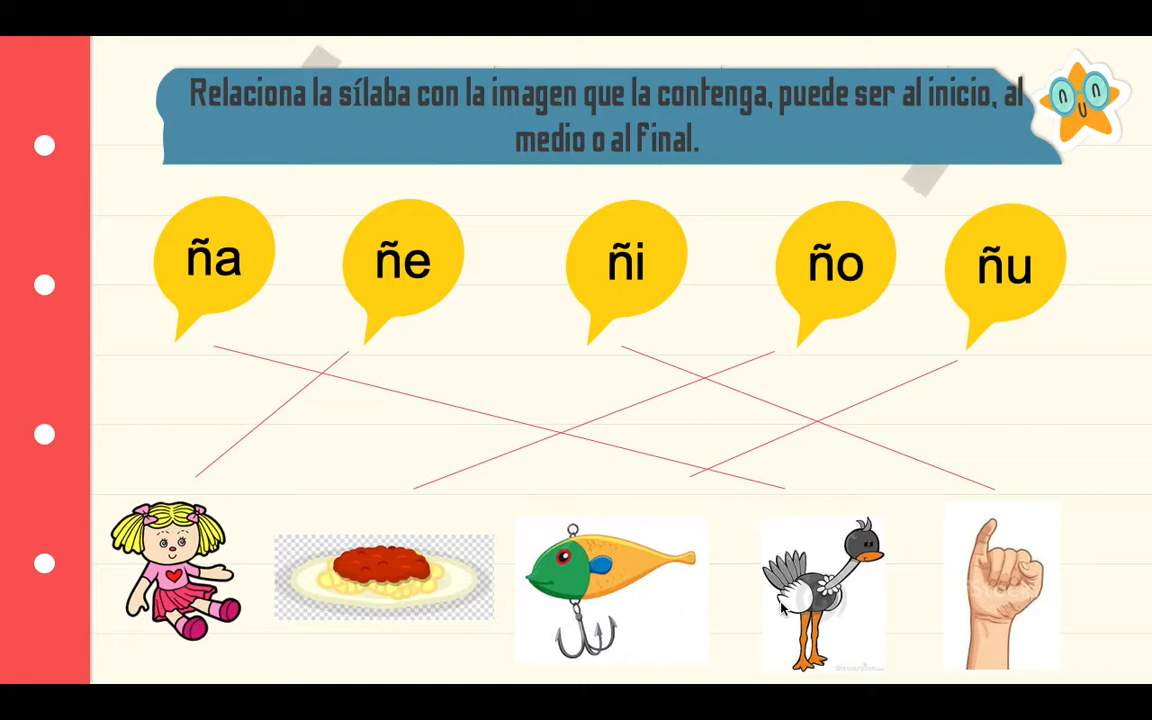 Relaciona la sílaba con la imagen que la contenga, puede ser al inicio, al
medio o al final.
ña ñe ñi ño ñu